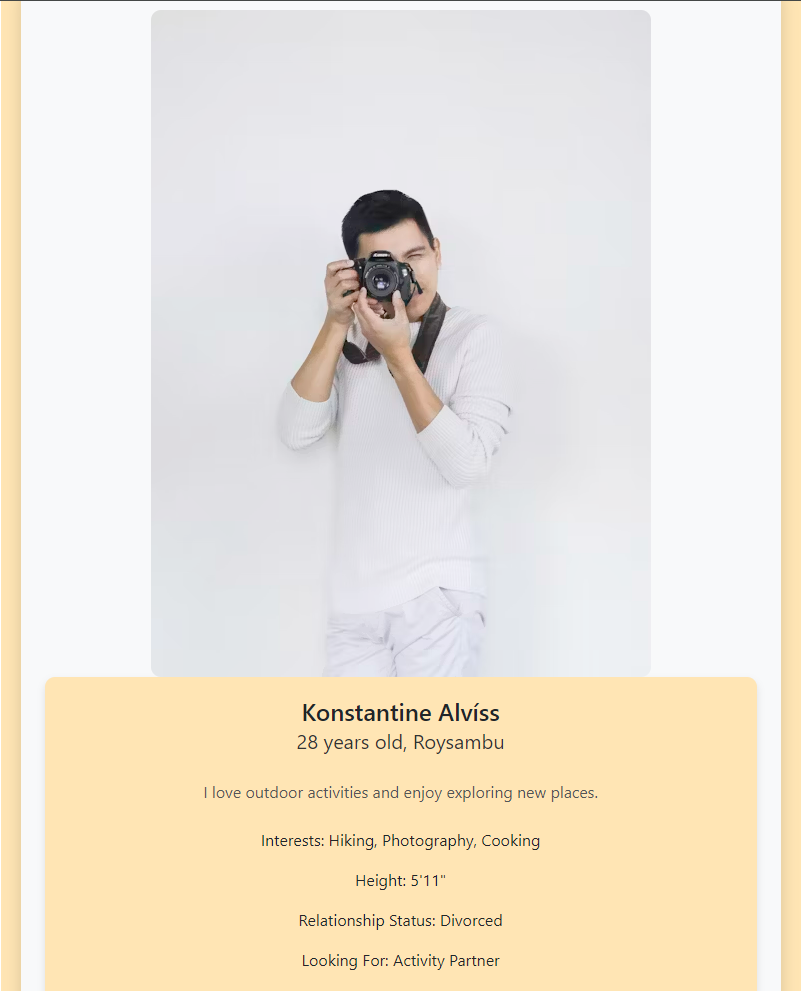 Konstantine Alvíss
28 years old, Roysambu
I love outdoor activities and enjoy exploring new places.
Interests: Hiking, Photography, Cooking
Height: 5'11"
Relationship Status: Divorced
Looking For: Activity Partner